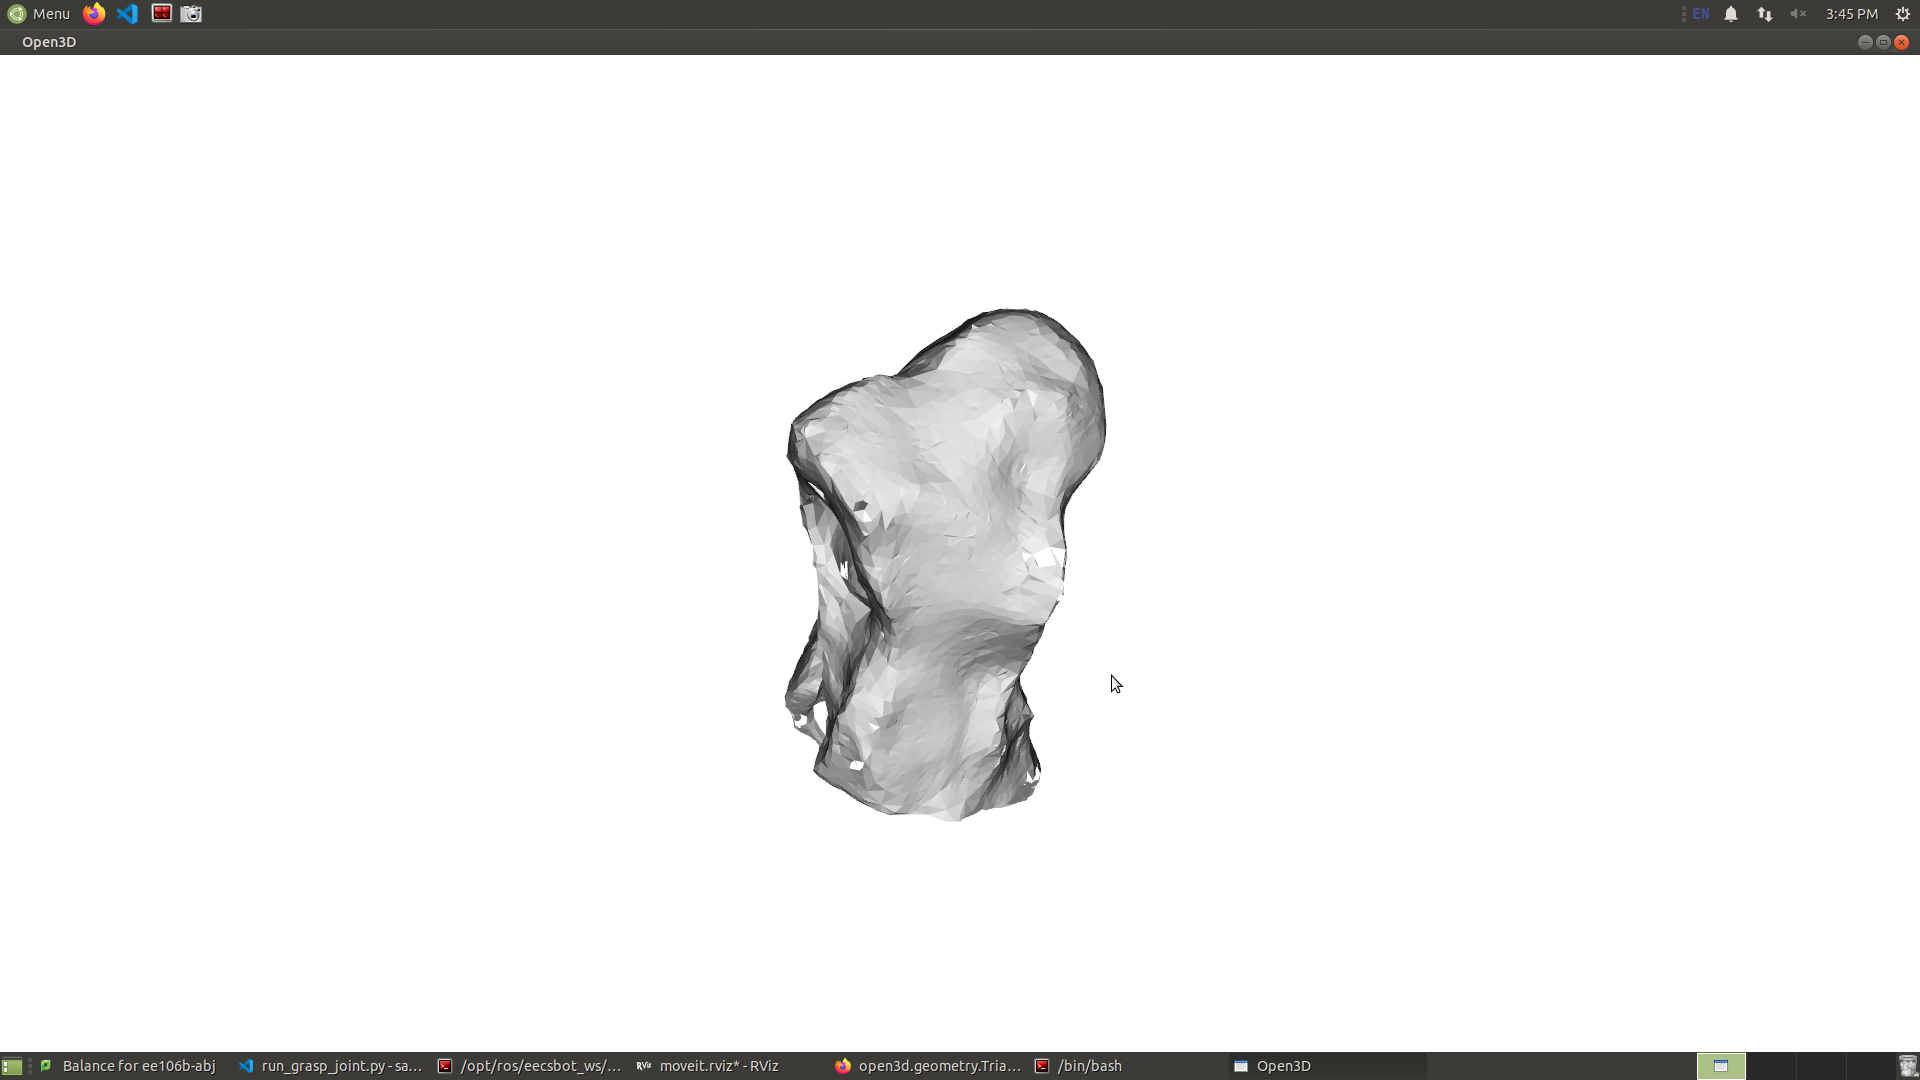 Menu
EN
3:45 PM
Open3D
Balance for ee106b-abj
run_grasp_joint.py - sa...
/opt/ros/eecsbot_ws/...
RViz
moveit.rviz* - RViz
open3d.geometry.Tria...
/bin/bash
Open3D